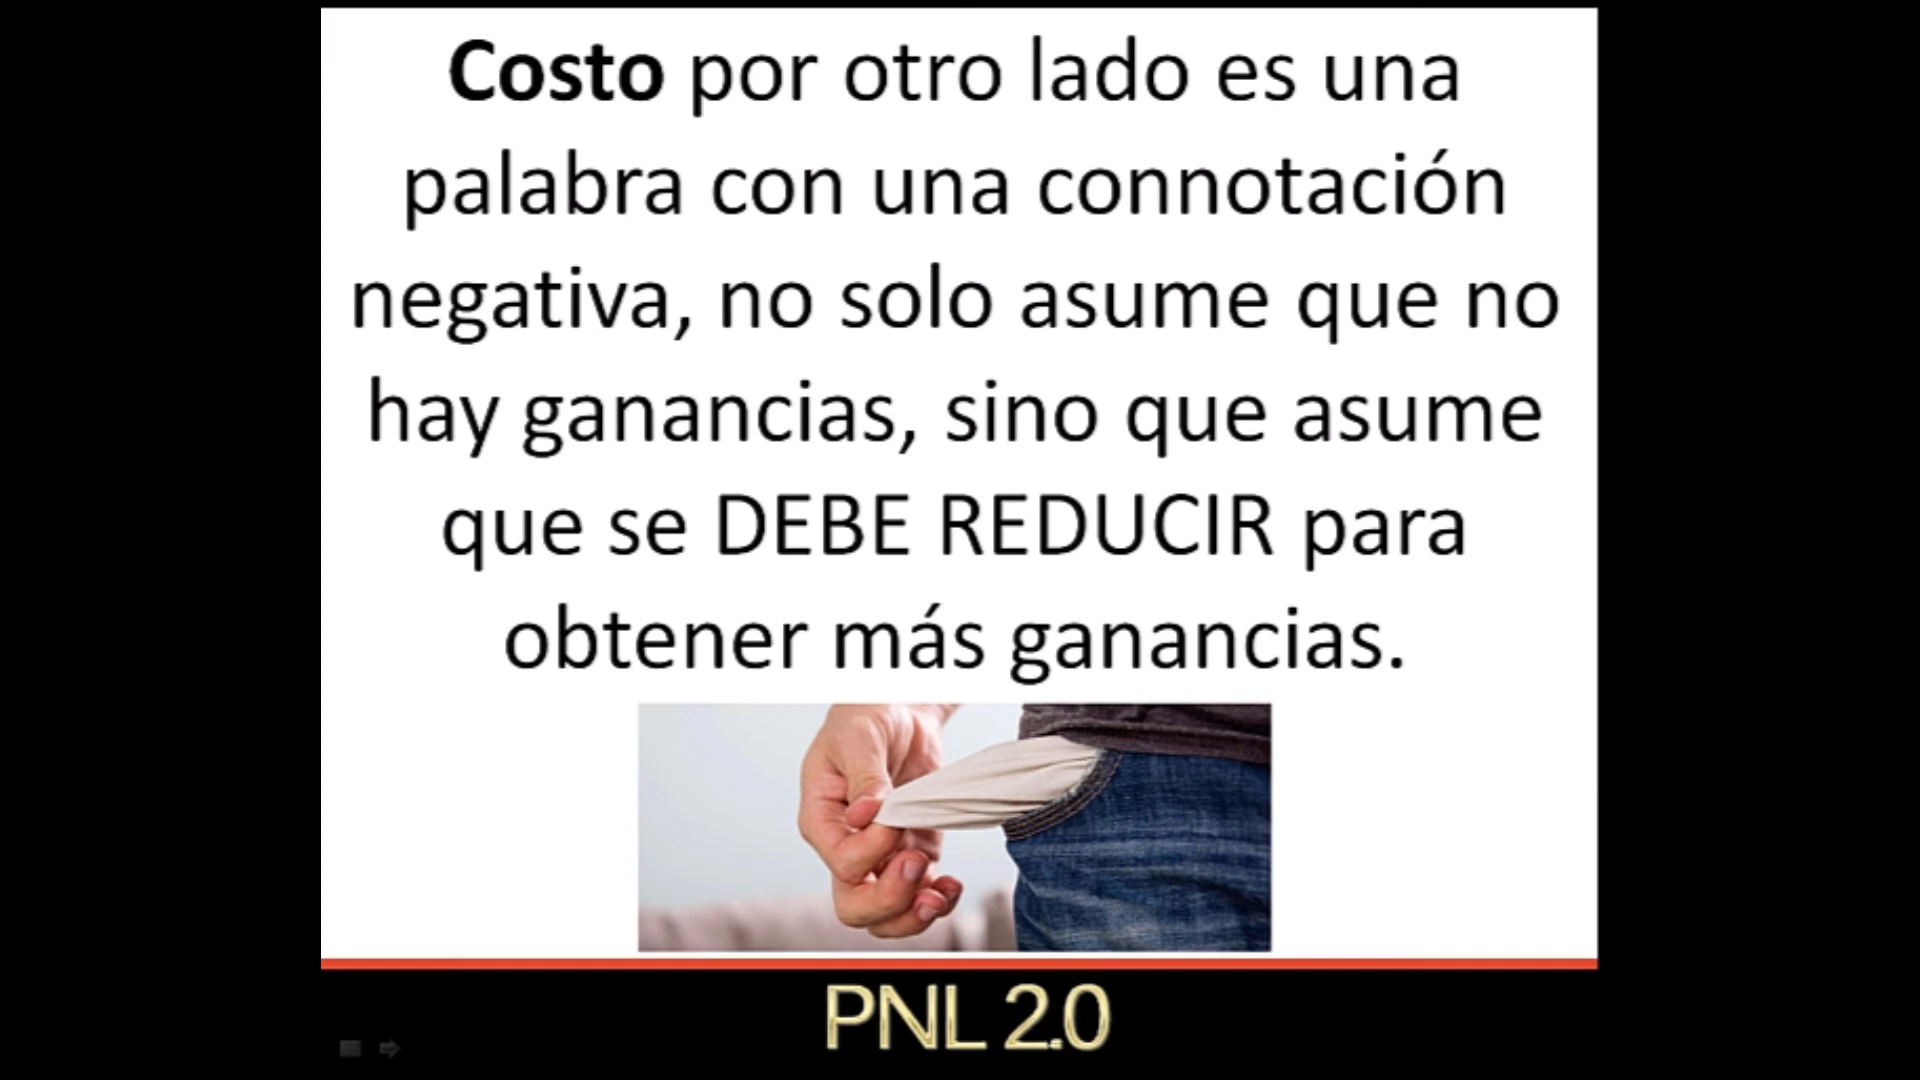 Costo por otro lado es una
palabra con una connotación
negativa, no solo asume que no
hay ganancias, sino que asume
que se DEBE REDUCIR para
obtener más ganancias.
PNL 2.0